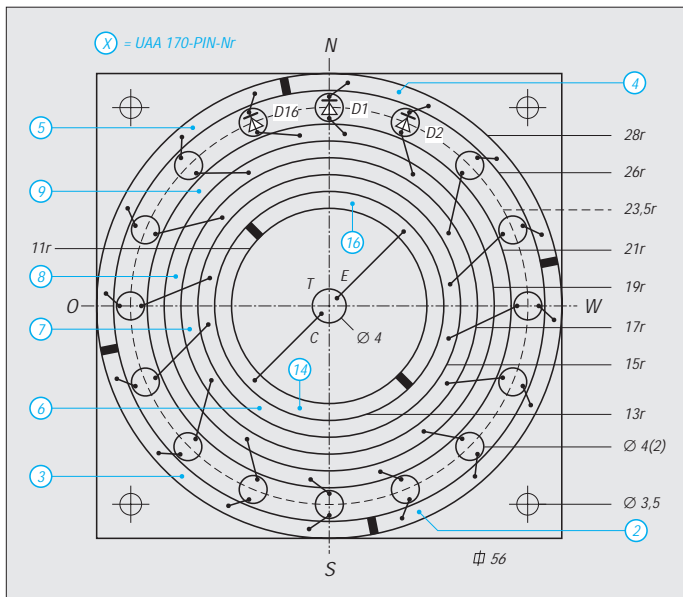 X = UAA 170-PIN-Nr
N
4
5
D16
D1
D2
28r
9
26r
23,5r
16
11r
21r
8
T
E
19r
O
W
7
C
Ø 4
17r
15r
14
6
13r
Ø 4(2)
3
Ø 3,5
2
S
⌖ 56